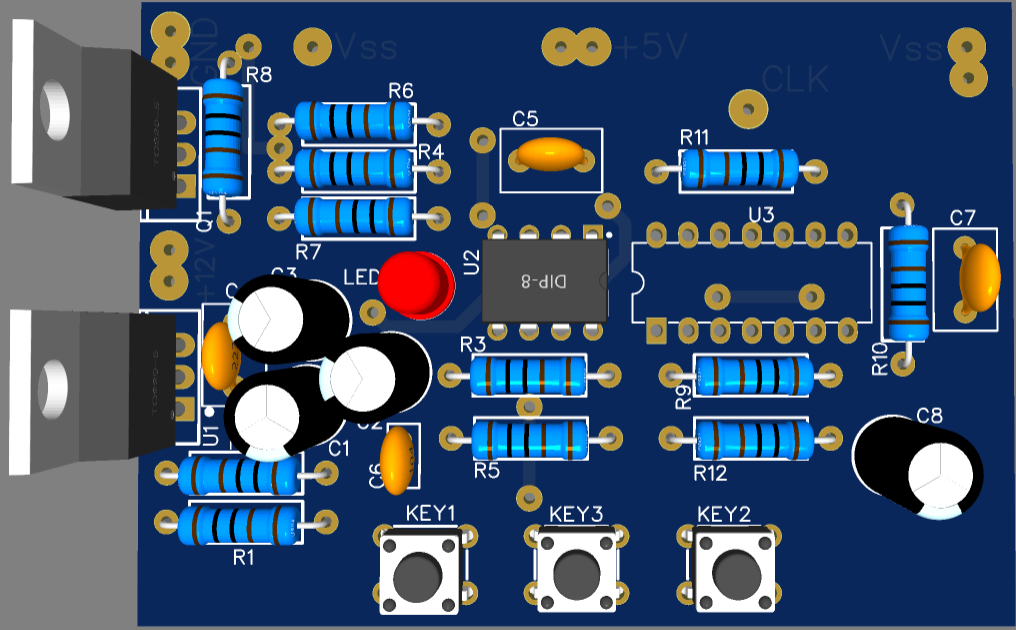 GND
Vss
+5V
Vss
CLK
R8
R6
C5
R11
R4
TO220-5
Q1
R7
U3
C7
+12V
LED
U2
DIP-8
C3
TO220-5
R3
R9
R10
U1
C1
C6
R5
R12
C8
R1
KEY1
KEY3
KEY2